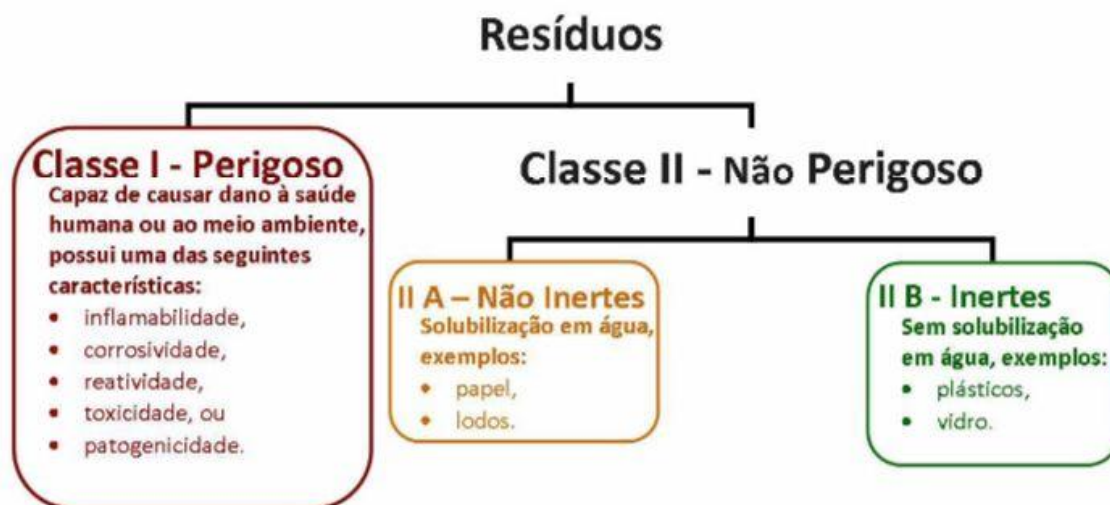 Resíduos
Classe I - Perigoso
Capaz de causar dano à saúde
humana ou ao meio ambiente,
possui uma das seguintes
características:
• inflamabilidade,
• corrosividade,
• reatividade,
• toxicidade, ou
• patogenicidade.
Classe II - Não Perigoso
II A – Não Inertes
Solubilização em água,
exemplos:
• papel,
• lodos.
II B - Inertes
Sem solubilização
em água, exemplos:
• plásticos,
• vidro.